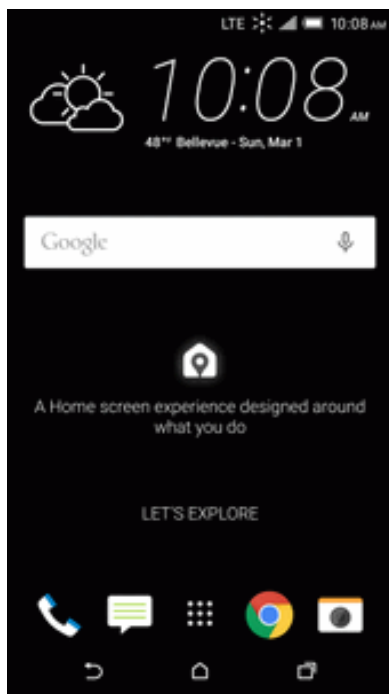 LTE 10:08 AM
10:08 AM
48°F Bellevue - Sun, Mar 1
Google
A Home screen experience designed around
what you do
LET'S EXPLORE